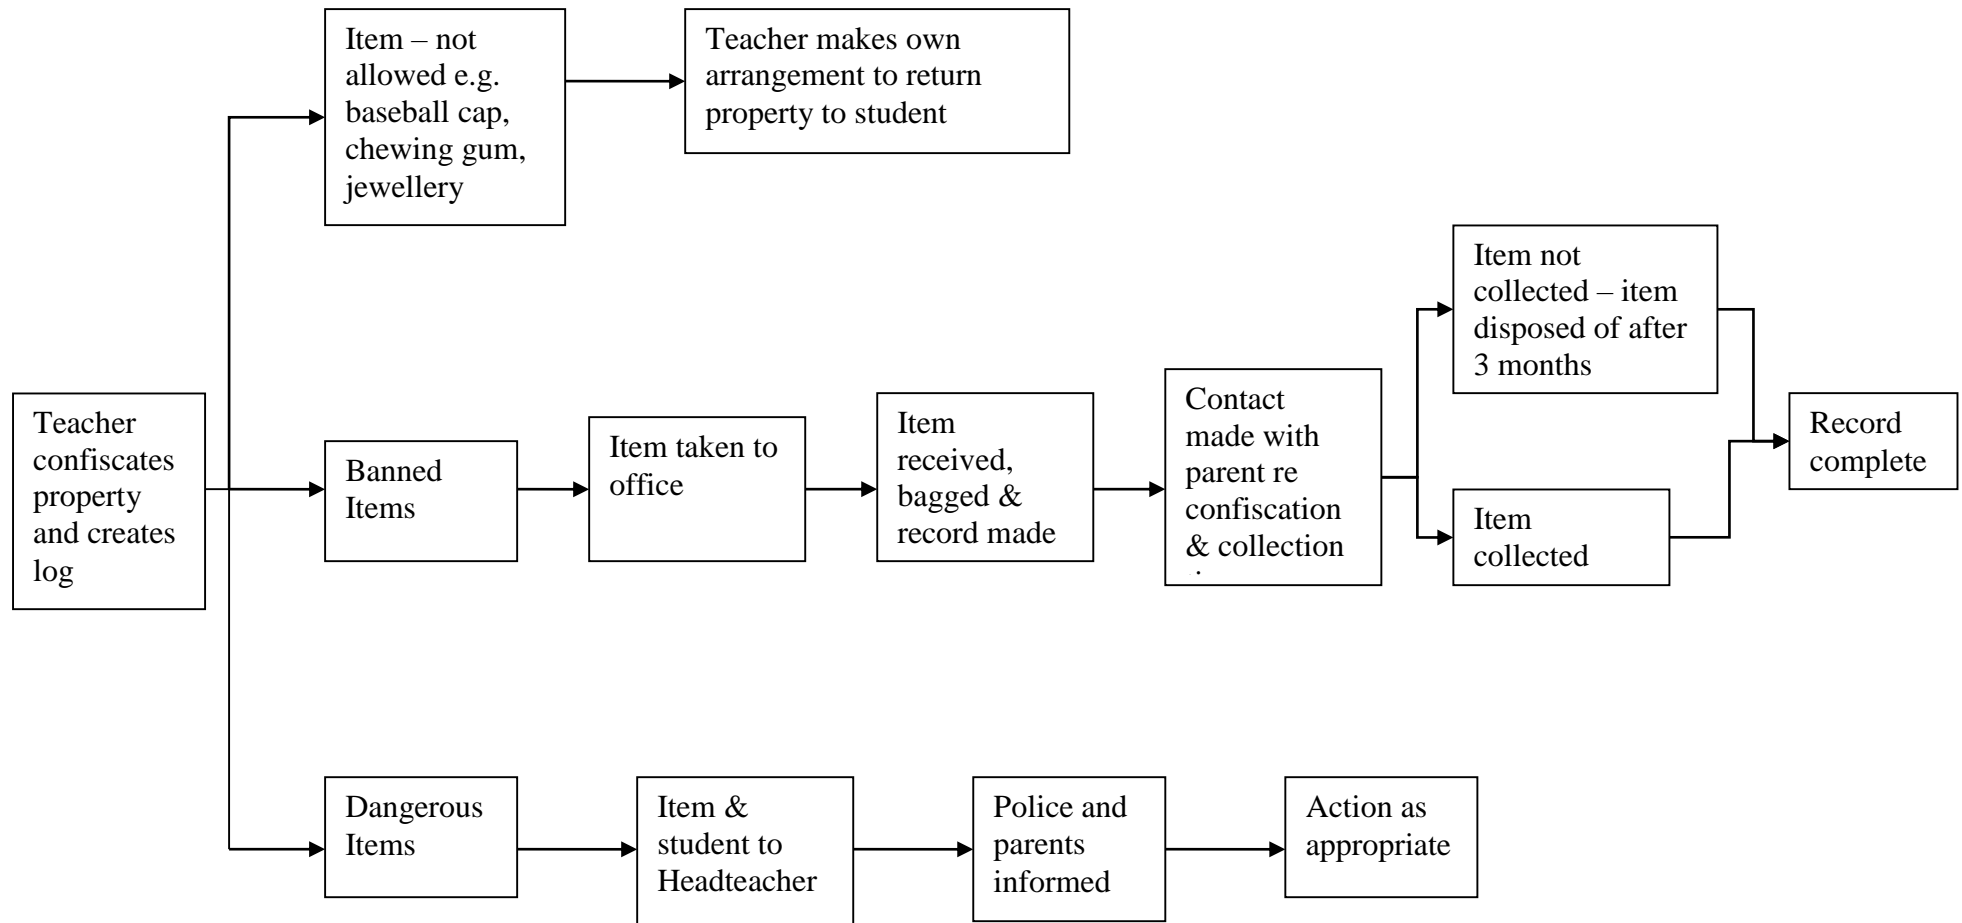 Item – not
allowed e.g.
baseball cap,
chewing gum,
jewellery
Teacher makes own
arrangement to return
property to student
Teacher
confiscates
property
and creates
log
Banned
Items
Item taken to
office
Item
received,
bagged &
record made
Contact
made with
parent re
confiscation
& collection
Item not
collected – item
disposed of after
3 months
Item
collected
Record
complete
Dangerous
Items
Item &
student to
Headteacher
Police and
parents
informed
Action as
appropriate